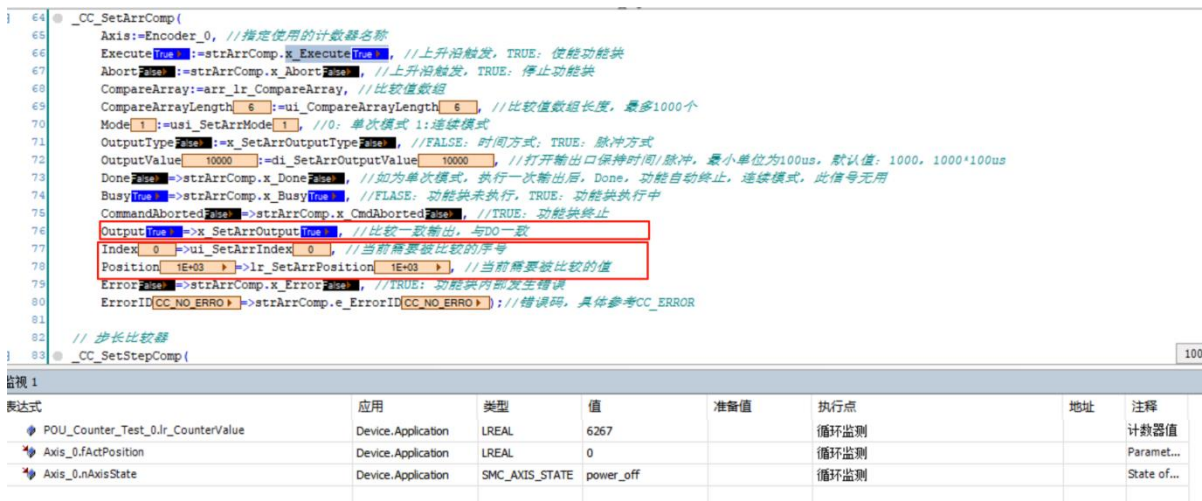 64 _CC_SetArrComp(
65 Axis:=Encoder_0, //指定使用的计数器名称
66 Execute True :=strArrComp.x_Execute True , //上升沿触发，TRUE：使能功能块
67 Abort False :=strArrComp.x_Abort False , //上升沿触发，TRUE：停止功能块
68 CompareArray:=arr_lr_CompareArray, //比较值数组
69 CompareArrayLength 6 :=ui_CompareArrayLength 6 , //比较值数组长度，最多1000个
70 Mode 1 :=usi_SetArrMode 1 , //0：单次模式 1:连续模式
71 OutputType False :=x_SetArrOutputType False , //FALSE：时间方式；TRUE：脉冲方式
72 OutputValue 10000 :=di_SetArrOutputValue 10000 , //打开输出口保持时间/脉冲，最小单位为100us，默认值：1000，1000*100us
73 Done False =>strArrComp.x_Done False , //如为单次模式，执行一次输出后，Done，功能自动终止，连续模式，此信号无用
74 Busy True =>strArrComp.x_Busy True , //FLASE：功能块未执行，TRUE：功能块执行中
75 CommandAborted False =>strArrComp.x_CmdAborted False , //TRUE：功能块终止
76 Output True =>x_SetArrOutput True , //比较一致输出，与DO一致
77 Index 0 =>ui_SetArrIndex 0 , //当前需要被比较的序号
78 Position 1E+03 =>lr_SetArrPosition 1E+03 , //当前需要被比较的值
79 Error False =>strArrComp.x_Error False , //TRUE：功能块内部发生错误
80 ErrorID CC_NO_ERRO =>strArrComp.e_ErrorID CC_NO_ERRO );//错误码，具体参考CC_ERROR
81
82 // 步长比较器
83 _CC_SetStepComp(
100
监视 1
表达式 应用 类型 值 准备值 执行点 地址 注释
POU_Counter_Test_0.lr_CounterValue Device.Application LREAL 6267 循环监测 计数器值
Axis_0.fActPosition Device.Application LREAL 0 循环监测 Paramet...
Axis_0.nAxisState Device.Application SMC_AXIS_STATE power_off 循环监测 State of...